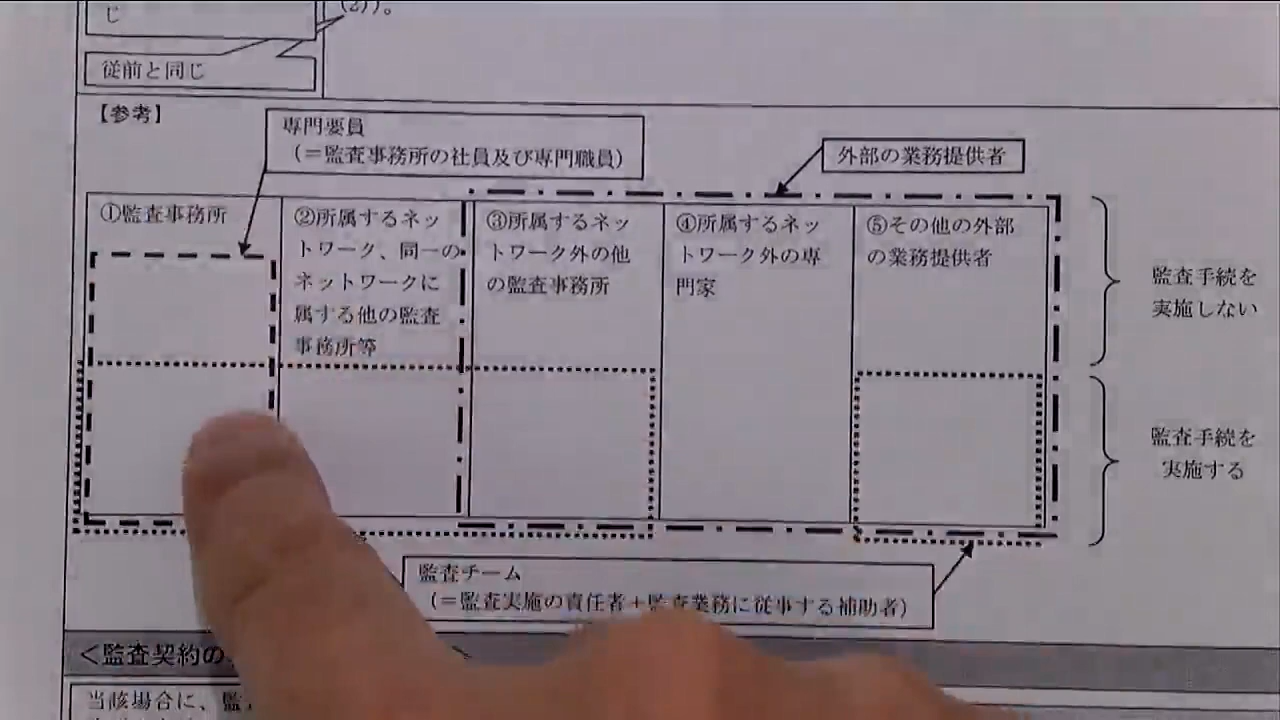 じ
(2))。
従前と同じ
【参考】
専門要員
(=監査事務所の社員及び専門職員)
外部の業務提供者
①監査事務所
②所属するネッ
トワーク、同一の
ネットワークに
属する他の監査
事務所等
③所属するネッ
トワーク外の他
の監査事務所
④所属するネッ
トワーク外の専
門家
⑤その他の外部
の業務提供者
監査手続を
実施しない
監査手続を
実施する
監査チーム
(=監査実施の責任者+監査業務に従事する補助者)
<監査契約の
当該場合に、監